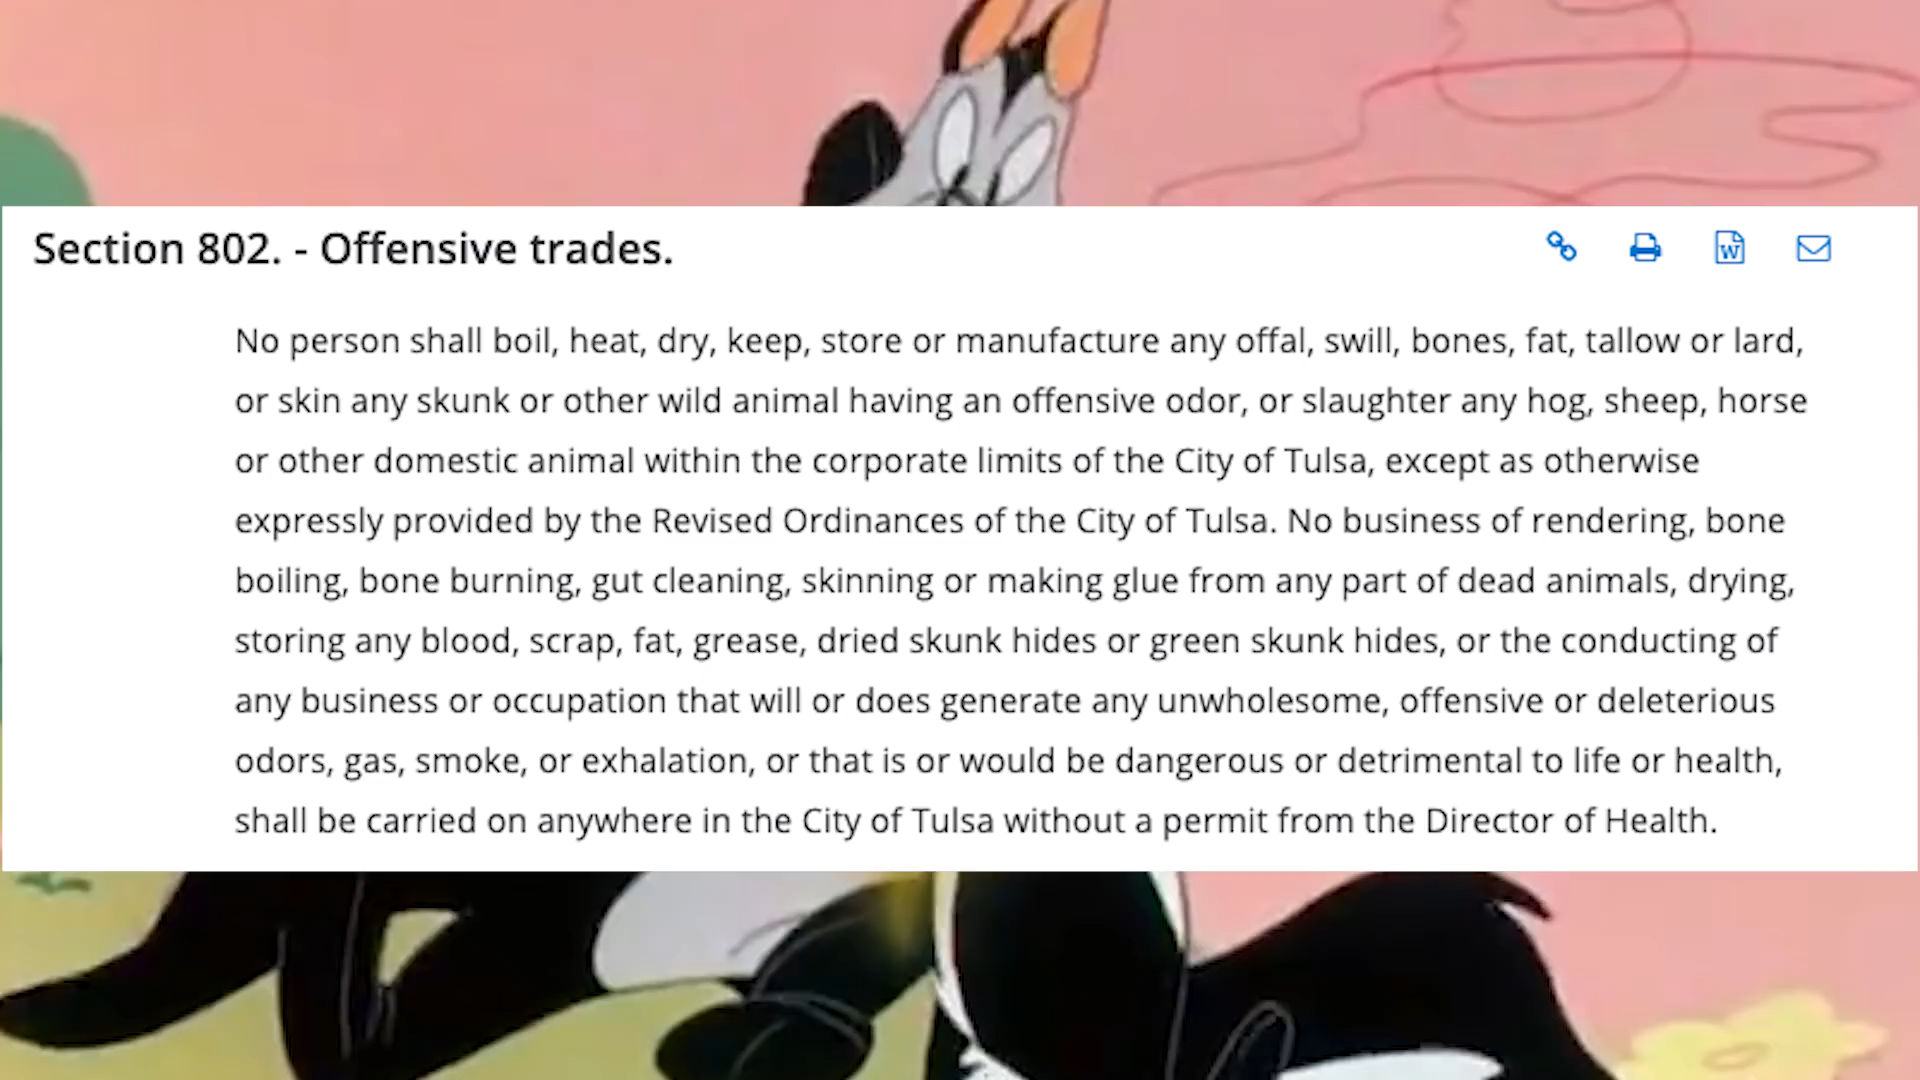 Section 802. - Offensive trades.
No person shall boil, heat, dry, keep, store or manufacture any offal, swill, bones, fat, tallow or lard,
or skin any skunk or other wild animal having an offensive odor, or slaughter any hog, sheep, horse
or other domestic animal within the corporate limits of the City of Tulsa, except as otherwise
expressly provided by the Revised Ordinances of the City of Tulsa. No business of rendering, bone
boiling, bone burning, gut cleaning, skinning or making glue from any part of dead animals, drying,
storing any blood, scrap, fat, grease, dried skunk hides or green skunk hides, or the conducting of
any business or occupation that will or does generate any unwholesome, offensive or deleterious
odors, gas, smoke, or exhalation, or that is or would be dangerous or detrimental to life or health,
shall be carried on anywhere in the City of Tulsa without a permit from the Director of Health.